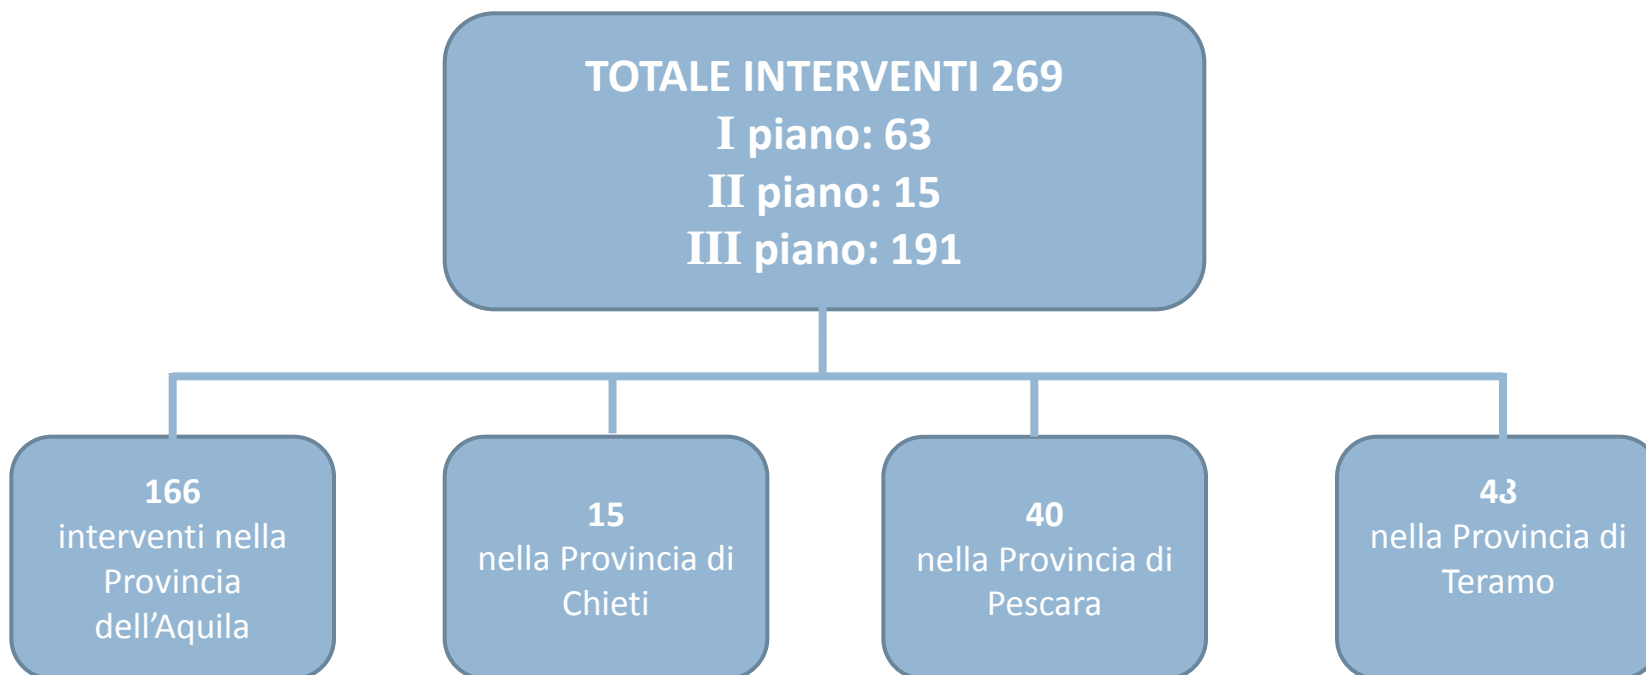 TOTALE INTERVENTI 269
I piano: 63
II piano: 15
III piano: 191
166
interventi nella
Provincia
dell’Aquila
15
nella Provincia di
Chieti
40
nella Provincia di
Pescara
48
nella Provincia di
Teramo